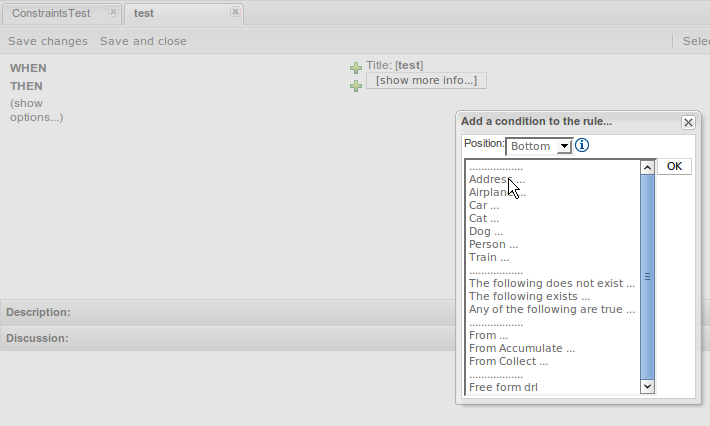 ConstraintsTest
test
Save changes Save and close
WHEN
THEN
(show
options...)
Title: [test]
[show more info...]
Description:
Discussion:
Add a condition to the rule...
Position: Bottom
OK
..................
Address ...
Airplane ...
Car ...
Cat ...
Dog ...
Person ...
Train ...
..................
The following does not exist ...
The following exists ...
Any of the following are true ...
..................
From ...
From Accumulate ...
From Collect ...
..................
Free form drl